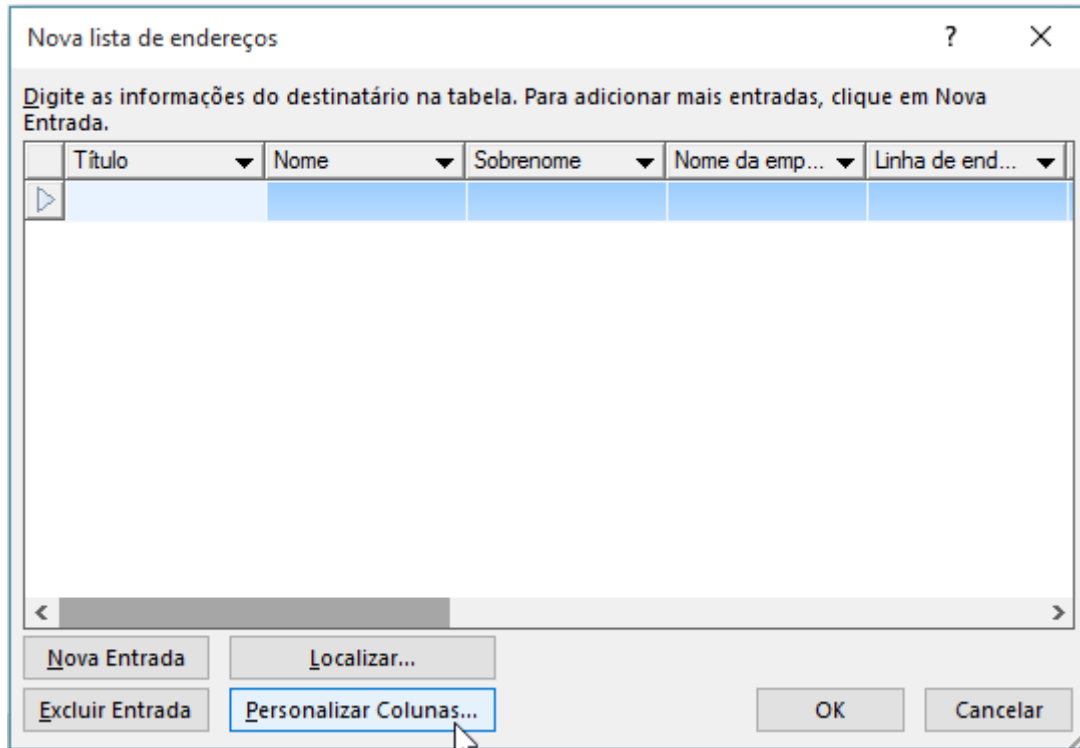 Nova lista de endereços ?
Digite as informações do destinatário na tabela. Para adicionar mais entradas, clique em Nova
Entrada.
Título Nome Sobrenome Nome da emp... Linha de end...
Nova Entrada Localizar...
Excluir Entrada Personalizar Colunas... OK Cancelar